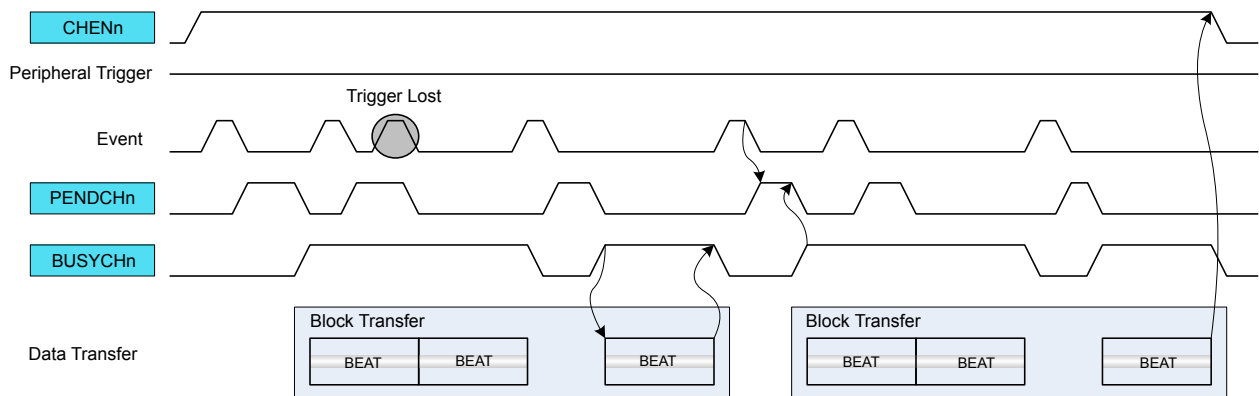 CHENn
Peripheral Trigger
Trigger Lost
Event
PENDCHn
BUSYCHn
Block Transfer
Block Transfer
Data Transfer
BEAT
BEAT
BEAT
BEAT
BEAT
BEAT